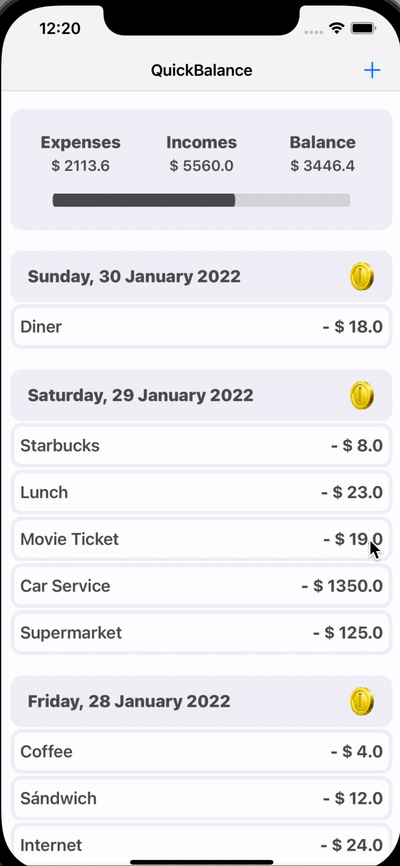 12:20
QuickBalance +
Expenses Incomes Balance
$ 2113.6 $ 5560.0 $ 3446.4
Sunday, 30 January 2022
Diner - $ 18.0
Saturday, 29 January 2022
Starbucks - $ 8.0
Lunch - $ 23.0
Movie Ticket - $ 19.0
Car Service - $ 1350.0
Supermarket - $ 125.0
Friday, 28 January 2022
Coffee - $ 4.0
Sándwich - $ 12.0
Internet - $ 24.0